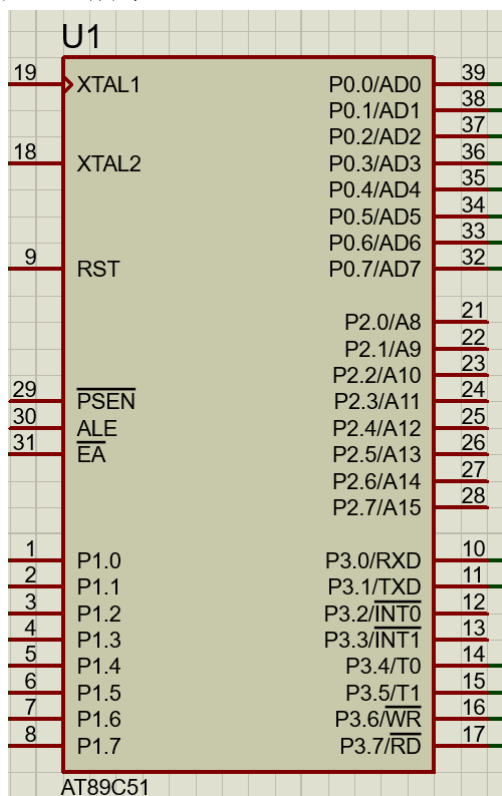 U1
19 XTAL1 P0.0/AD0 39
P0.1/AD1 38
P0.2/AD2 37
18 XTAL2 P0.3/AD3 36
P0.4/AD4 35
P0.5/AD5 34
P0.6/AD6 33
9 RST P0.7/AD7 32
P2.0/A8 21
P2.1/A9 22
P2.2/A10 23
29 PSEN P2.3/A11 24
30 ALE P2.4/A12 25
31 EA P2.5/A13 26
P2.6/A14 27
P2.7/A15 28
1 P1.0 P3.0/RXD 10
2 P1.1 P3.1/TXD 11
3 P1.2 P3.2/INT0 12
4 P1.3 P3.3/INT1 13
5 P1.4 P3.4/T0 14
6 P1.5 P3.5/T1 15
7 P1.6 P3.6/WR 16
8 P1.7 P3.7/RD 17
AT89C51